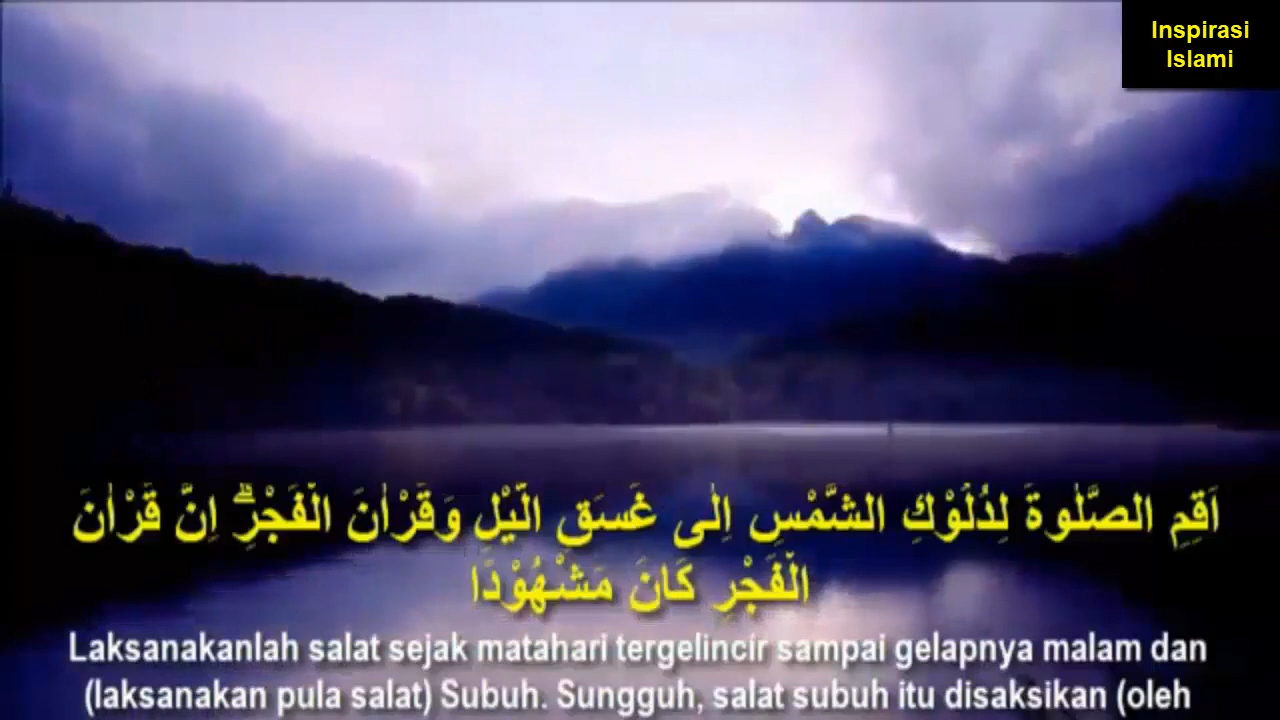 Inspirasi
Islami
اَقِمِ الصَّلٰوةَ لِدُلُوْكِ الشَّمْسِ اِلٰى غَسَقِ الَّيْلِ وَقُرْاٰنَ الْفَجْرِۗ اِنَّ قُرْاٰنَ
الْفَجْرِ كَانَ مَشْهُوْدًا
Laksanakanlah salat sejak matahari tergelincir sampai gelapnya malam dan
(laksanakan pula salat) Subuh. Sungguh, salat subuh itu disaksikan (oleh